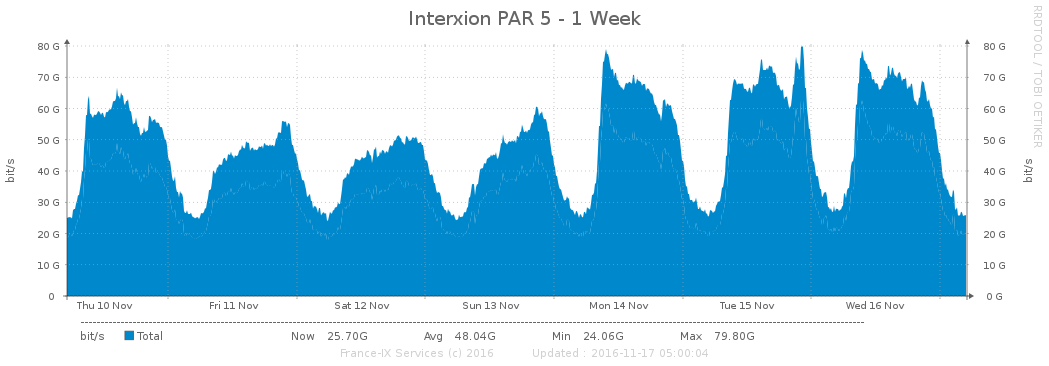 Interxion PAR 5 - 1 Week
RRDTOOL / TOBI OETIKER
bit/s
bit/s
80 G 80 G
70 G 70 G
60 G 60 G
50 G 50 G
40 G 40 G
30 G 30 G
20 G 20 G
10 G 10 G
0 0 G
Thu 10 Nov Fri 11 Nov Sat 12 Nov Sun 13 Nov Mon 14 Nov Tue 15 Nov Wed 16 Nov
bit/s Total Now 25.70G Avg 48.04G Min 24.06G Max 79.80G
France-IX Services (c) 2016 Updated : 2016-11-17 05:00:04